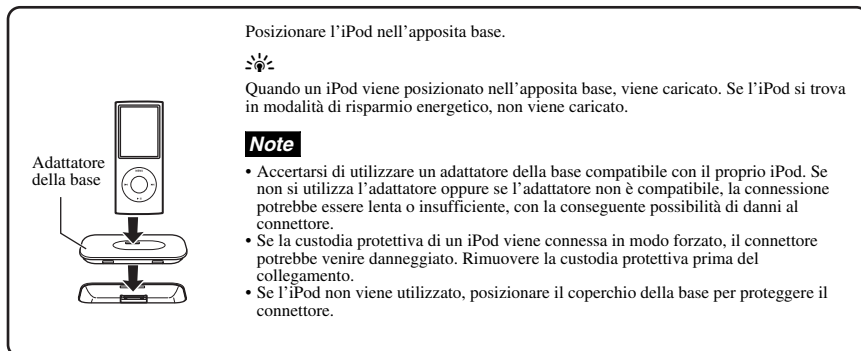 Posizionare l'iPod nell'apposita base.
Quando un iPod viene posizionato nell'apposita base, viene caricato. Se l'iPod si trova
in modalità di risparmio energetico, non viene caricato.
Note
• Accertarsi di utilizzare un adattatore della base compatibile con il proprio iPod. Se
non si utilizza l'adattatore oppure se l'adattatore non è compatibile, la connessione
potrebbe essere lenta o insufficiente, con la conseguente possibilità di danni al
connettore.
• Se la custodia protettiva di un iPod viene connessa in modo forzato, il connettore
potrebbe venire danneggiato. Rimuovere la custodia protettiva prima del
collegamento.
• Se l'iPod non viene utilizzato, posizionare il coperchio della base per proteggere il
connettore.
Adattatore
della base